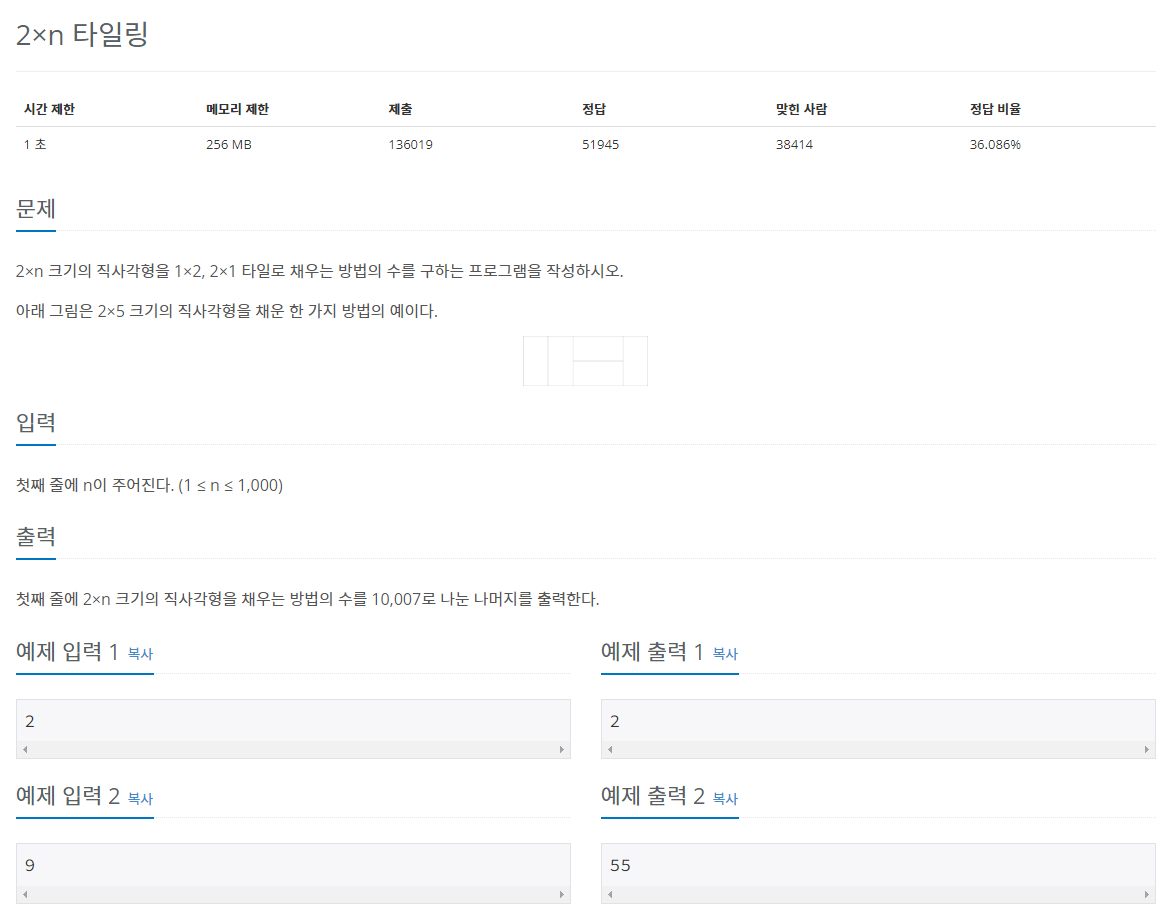 2×n 타일링
시간 제한 메모리 제한 제출 정답 맞힌 사람 정답 비율
1 초 256 MB 136019 51945 38414 36.086%
문제
2×n 크기의 직사각형을 1×2, 2×1 타일로 채우는 방법의 수를 구하는 프로그램을 작성하시오.
아래 그림은 2×5 크기의 직사각형을 채운 한 가지 방법의 예이다.
입력
첫째 줄에 n이 주어진다. (1 ≤ n ≤ 1,000)
출력
첫째 줄에 2×n 크기의 직사각형을 채우는 방법의 수를 10,007로 나눈 나머지를 출력한다.
예제 입력 1 복사
2
예제 출력 1 복사
2
예제 입력 2 복사
9
예제 출력 2 복사
55